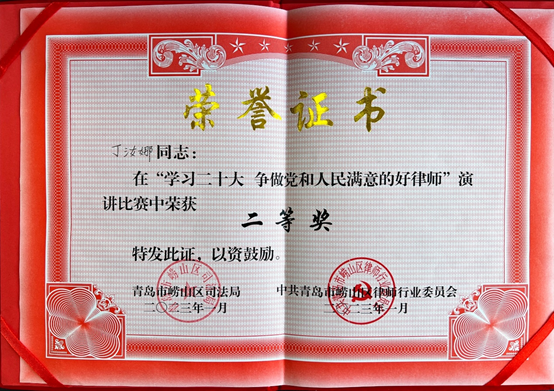 荣誉证书
丁汝娜同志：
在“学习二十大 争做党和人民满意的好律师”演
讲比赛中荣获
二等奖
特发此证，以资鼓励。
青岛市崂山区司法局 中共青岛市崂山区律师行业委员会
二〇二三年一月 二〇二三年一月